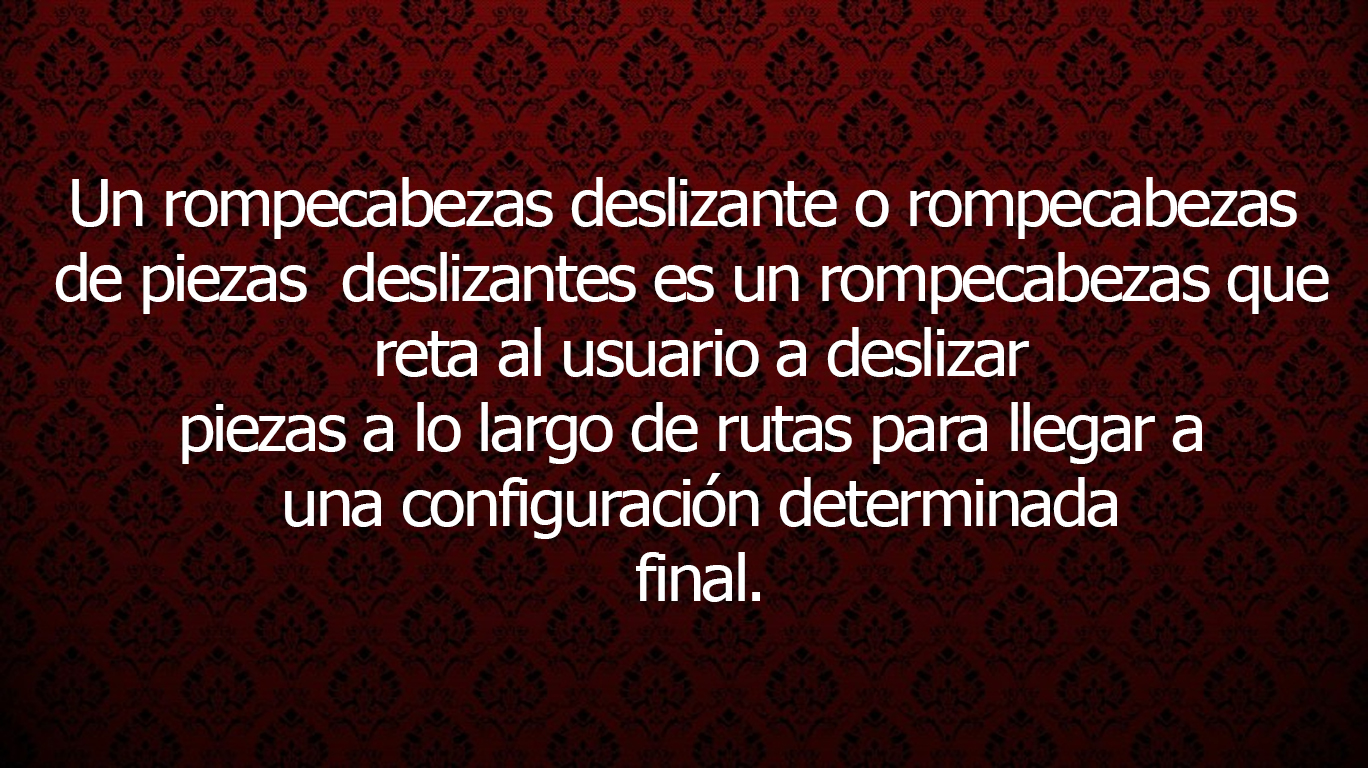 Un rompecabezas deslizante o rompecabezas
de piezas  deslizantes es un rompecabezas que
reta al usuario a deslizar
piezas a lo largo de rutas para llegar a
una configuración determinada
final.